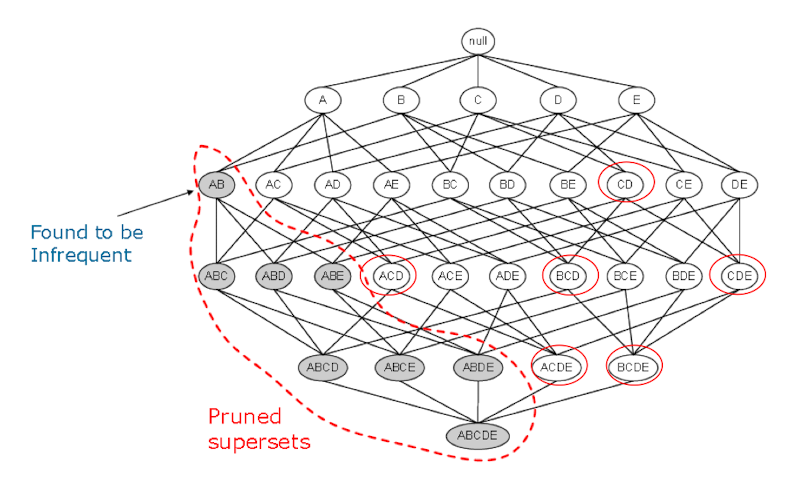 null
A B C D E
AB AC AD AE BC BD BE CD CE DE
Found to be
Infrequent
ABC ABD ABE ACD ACE ADE BCD BCE BDE CDE
ABCD ABCE ABDE ACDE BCDE
Pruned
supersets
ABCDE